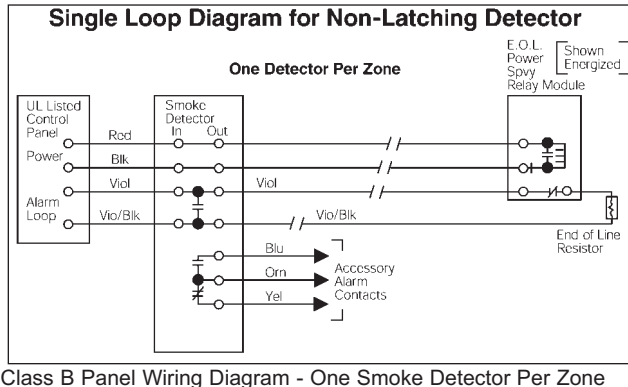 Single Loop Diagram for Non-Latching Detector
One Detector Per Zone
E.O.L.
Power
Spvy
Relay Module
Shown
Energized
UL Listed
Control
Panel
Power
Alarm
Loop
Red
Blk
Viol
Vio/Blk
Smoke
Detector
In Out
Viol
Vio/Blk
Blu
Orn
Yel
Accessory
Alarm
Contacts
End of Line
Resistor
Class B Panel Wiring Diagram - One Smoke Detector Per Zone